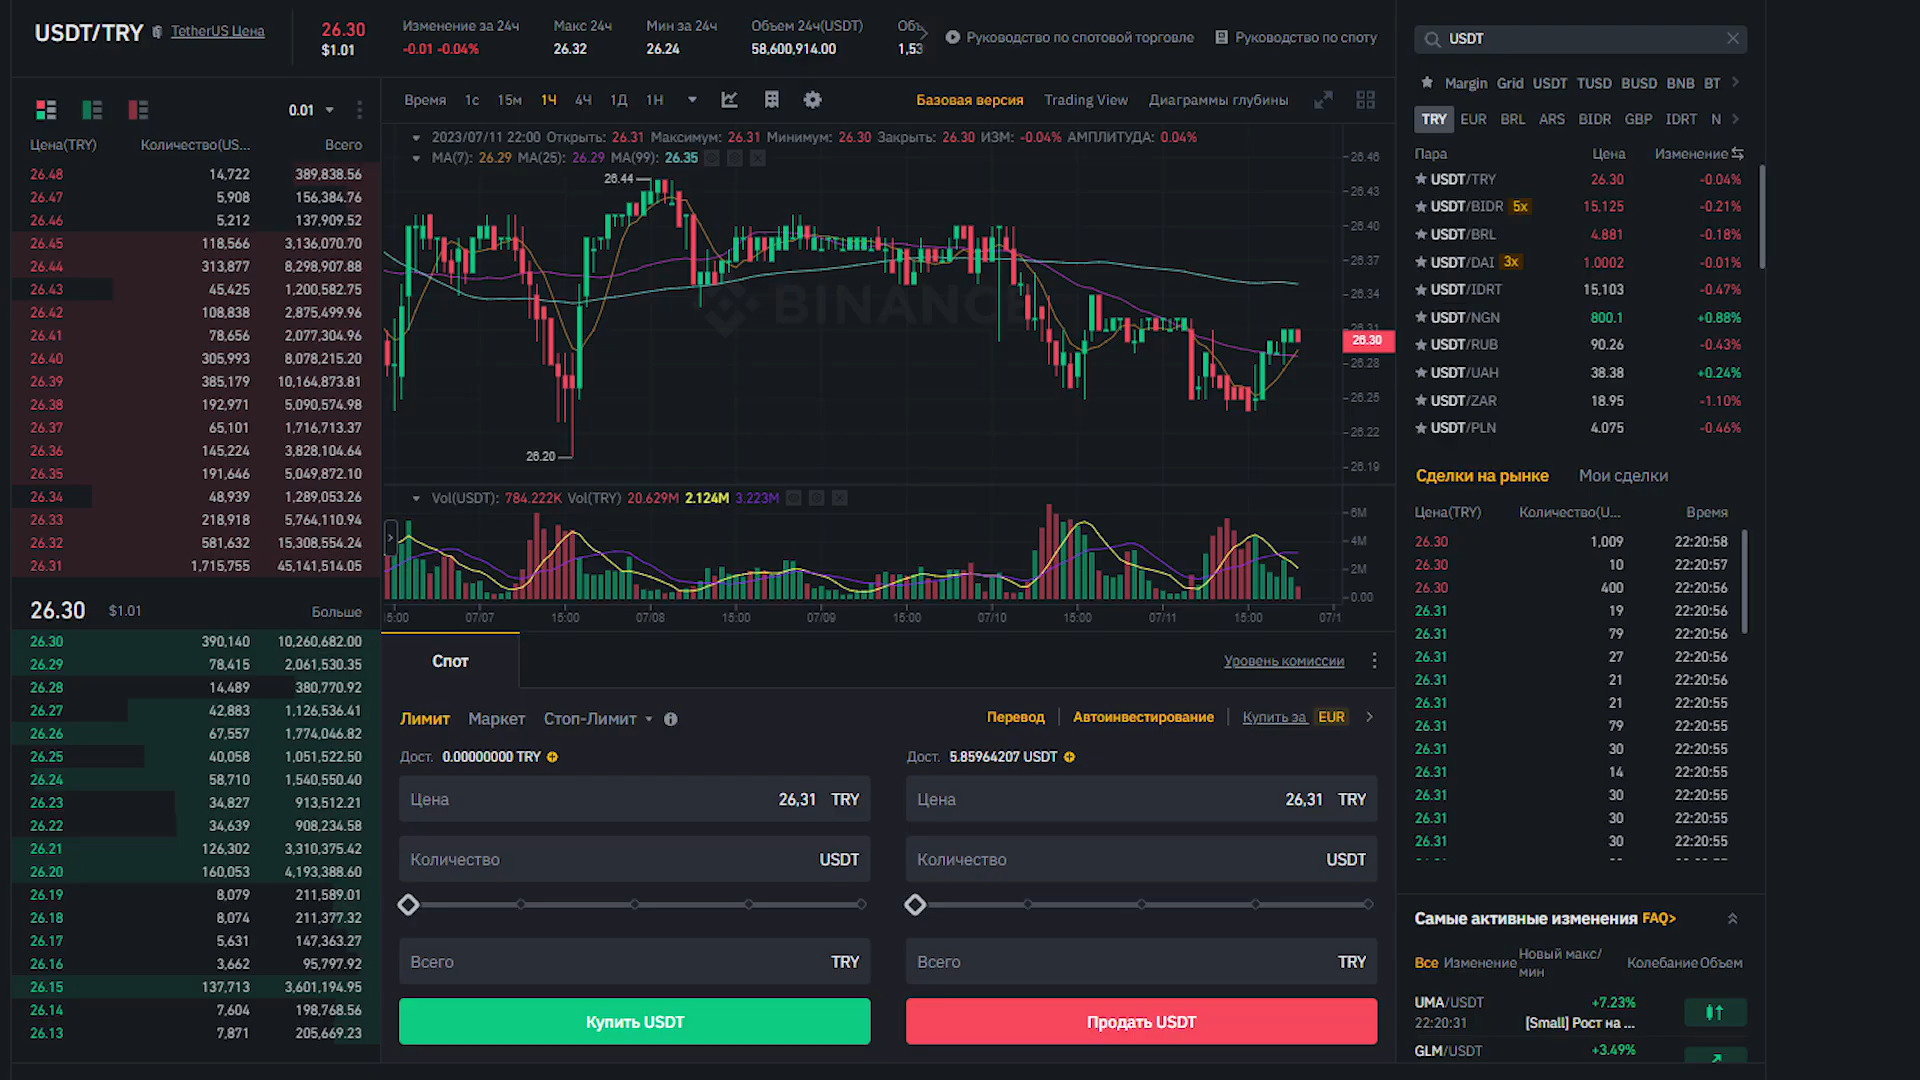 USDT/TRY TetherUS Цена
26.30
$1.01
Изменение за 24ч Макс 24ч Мин за 24ч Объем 24ч(USDT)
-0.01 -0.04% 26.32 26.24 58,600,914.00
Руководство по спотовой торговле Руководство по споту
0.01
Цена(TRY) Количество(US... Всего
26.48 14,722 389,838.56
26.47 5,908 156,384.76
26.46 5,212 137,909.52
26.45 118,566 3,136,070.70
26.44 313,877 8,298,907.88
26.43 45,425 1,200,582.75
26.42 108,838 2,875,499.96
26.41 78,656 2,077,304.96
26.40 305,993 8,078,215.20
26.39 385,179 10,164,873.81
26.38 192,971 5,090,574.98
26.37 65,101 1,716,713.37
26.36 145,224 3,828,104.64
26.35 191,646 5,049,872.10
26.34 48,939 1,289,053.26
26.33 218,918 5,764,110.94
26.32 581,632 15,308,554.24
26.31 1,715,755 45,141,514.05
26.30 $1.01 Больше
26.30 390,140 10,260,682.00
26.29 78,415 2,061,530.35
26.28 14,489 380,770.92
26.27 42,883 1,126,536.41
26.26 67,557 1,774,046.82
26.25 40,058 1,051,522.50
26.24 58,710 1,540,550.40
26.23 34,827 913,512.21
26.22 34,639 908,234.58
26.21 126,302 3,310,375.42
26.20 160,053 4,193,388.60
26.19 8,079 211,589.01
26.18 8,074 211,377.32
26.17 5,631 147,363.27
26.16 3,662 95,797.92
26.15 137,713 3,601,194.95
26.14 7,604 198,768.56
26.13 7,871 205,669.23
Время 1с 15м 1Ч 4Ч 1Д 1Н
Базовая версия Trading View Диаграммы глубины
2023/07/11 22:00 Открыть: 26.31 Максимум: 26.31 Минимум: 26.30 Закрыть: 26.30 ИЗМ: -0.04% АМПЛИТУДА: 0.04%
MA(7): 26.29 MA(25): 26.29 MA(99): 26.35
26.44
26.20
BINANCE
26.46
26.43
26.40
26.37
26.34
26.31
26.30
26.28
26.25
26.22
26.19
Vol(USDT): 784.222K Vol(TRY) 20.629M 2.124M 3.223M
6M
4M
2M
0.00
07/07 15:00 07/08 15:00 07/09 15:00 07/10 15:00 07/11 15:00
Спот Уровень комиссии
Лимит Маркет Стоп-Лимит
Перевод Автоинвестирование Купить за EUR
Дост. 0.00000000 TRY
Цена 26,31 TRY
Количество USDT
Всего TRY
Купить USDT
Дост. 5.85964207 USDT
Цена 26,31 TRY
Количество USDT
Всего TRY
Продать USDT
USDT
Margin Grid USDT TUSD BUSD BNB BT
TRY EUR BRL ARS BIDR GBP IDRT N
Пара Цена Изменение
USDT/TRY 26.30 -0.04%
USDT/BIDR 5x 15,125 -0.21%
USDT/BRL 4.881 -0.18%
USDT/DAI 3x 1.0002 -0.01%
USDT/IDRT 15,103 -0.47%
USDT/NGN 800.1 +0.88%
USDT/RUB 90.26 -0.43%
USDT/UAH 38.38 +0.24%
USDT/ZAR 18.95 -1.10%
USDT/PLN 4.075 -0.46%
Сделки на рынке Мои сделки
Цена(TRY) Количество(U... Время
26.30 1,009 22:20:58
26.30 10 22:20:57
26.30 400 22:20:56
26.31 19 22:20:56
26.31 79 22:20:56
26.31 27 22:20:56
26.31 21 22:20:56
26.31 21 22:20:55
26.31 79 22:20:55
26.31 30 22:20:55
26.31 14 22:20:55
26.31 30 22:20:55
26.31 30 22:20:55
26.31 30 22:20:55
Самые активные изменения FAQ>
Все Изменение Новый макс/мин Колебание Объем
UMA/USDT +7.23%
22:20:31 [Small] Рост на ...
GLM/USDT +3.49%